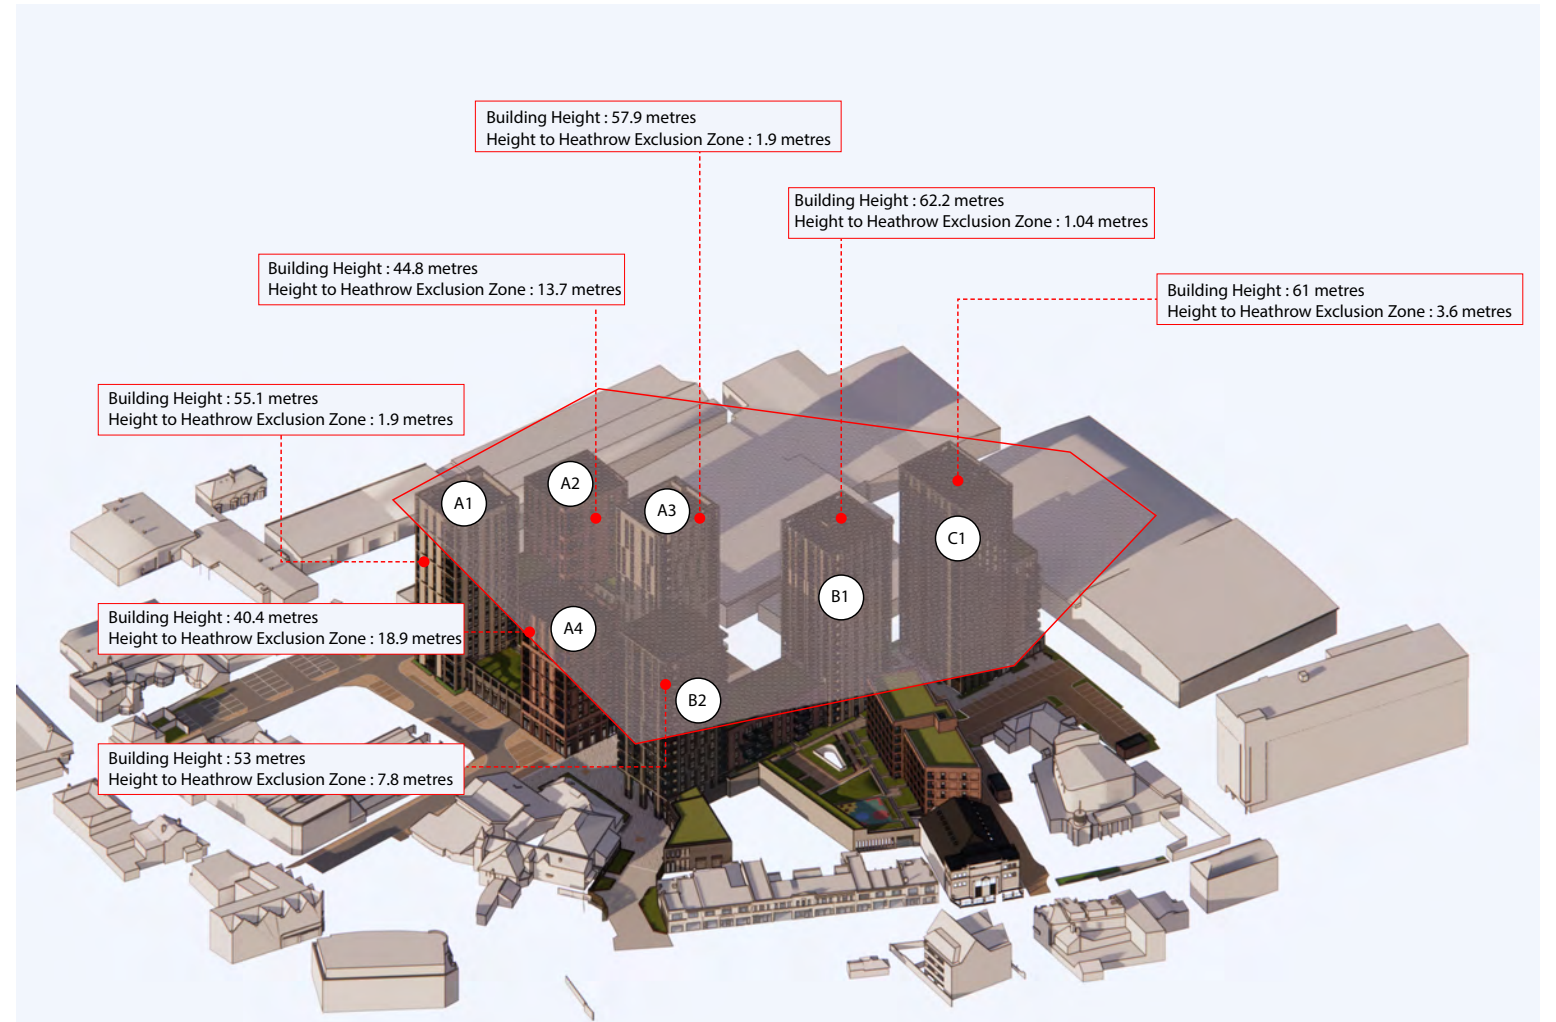 Building Height : 57.9 metres
Height to Heathrow Exclusion Zone : 1.9 metres
Building Height : 62.2 metres
Height to Heathrow Exclusion Zone : 1.04 metres
Building Height : 44.8 metres
Height to Heathrow Exclusion Zone : 13.7 metres
Building Height : 61 metres
Height to Heathrow Exclusion Zone : 3.6 metres
Building Height : 55.1 metres
Height to Heathrow Exclusion Zone : 1.9 metres
A1
A2
A3
C1
B1
Building Height : 40.4 metres
Height to Heathrow Exclusion Zone : 18.9 metres
A4
B2
Building Height : 53 metres
Height to Heathrow Exclusion Zone : 7.8 metres